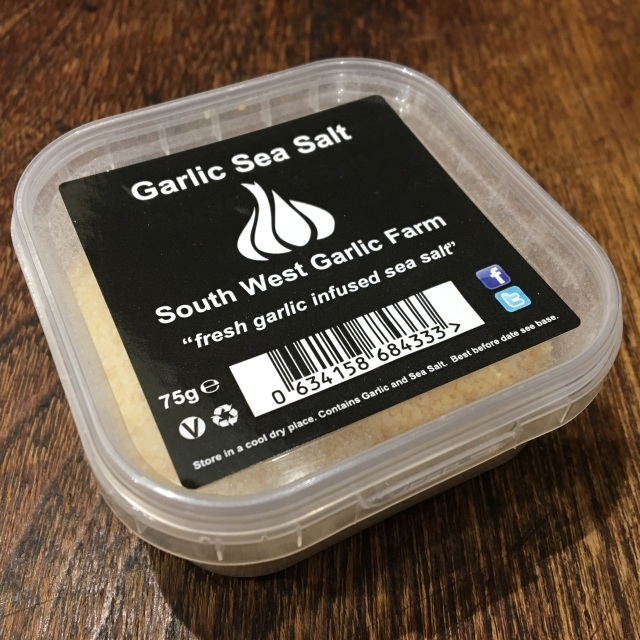 Garlic Sea Salt
South West Garlic Farm
“fresh garlic infused sea salt”
75g ℮
0 634158 684333 >
V
Store in a cool dry place. Contains Garlic and Sea Salt. Best before date see base.
f
t